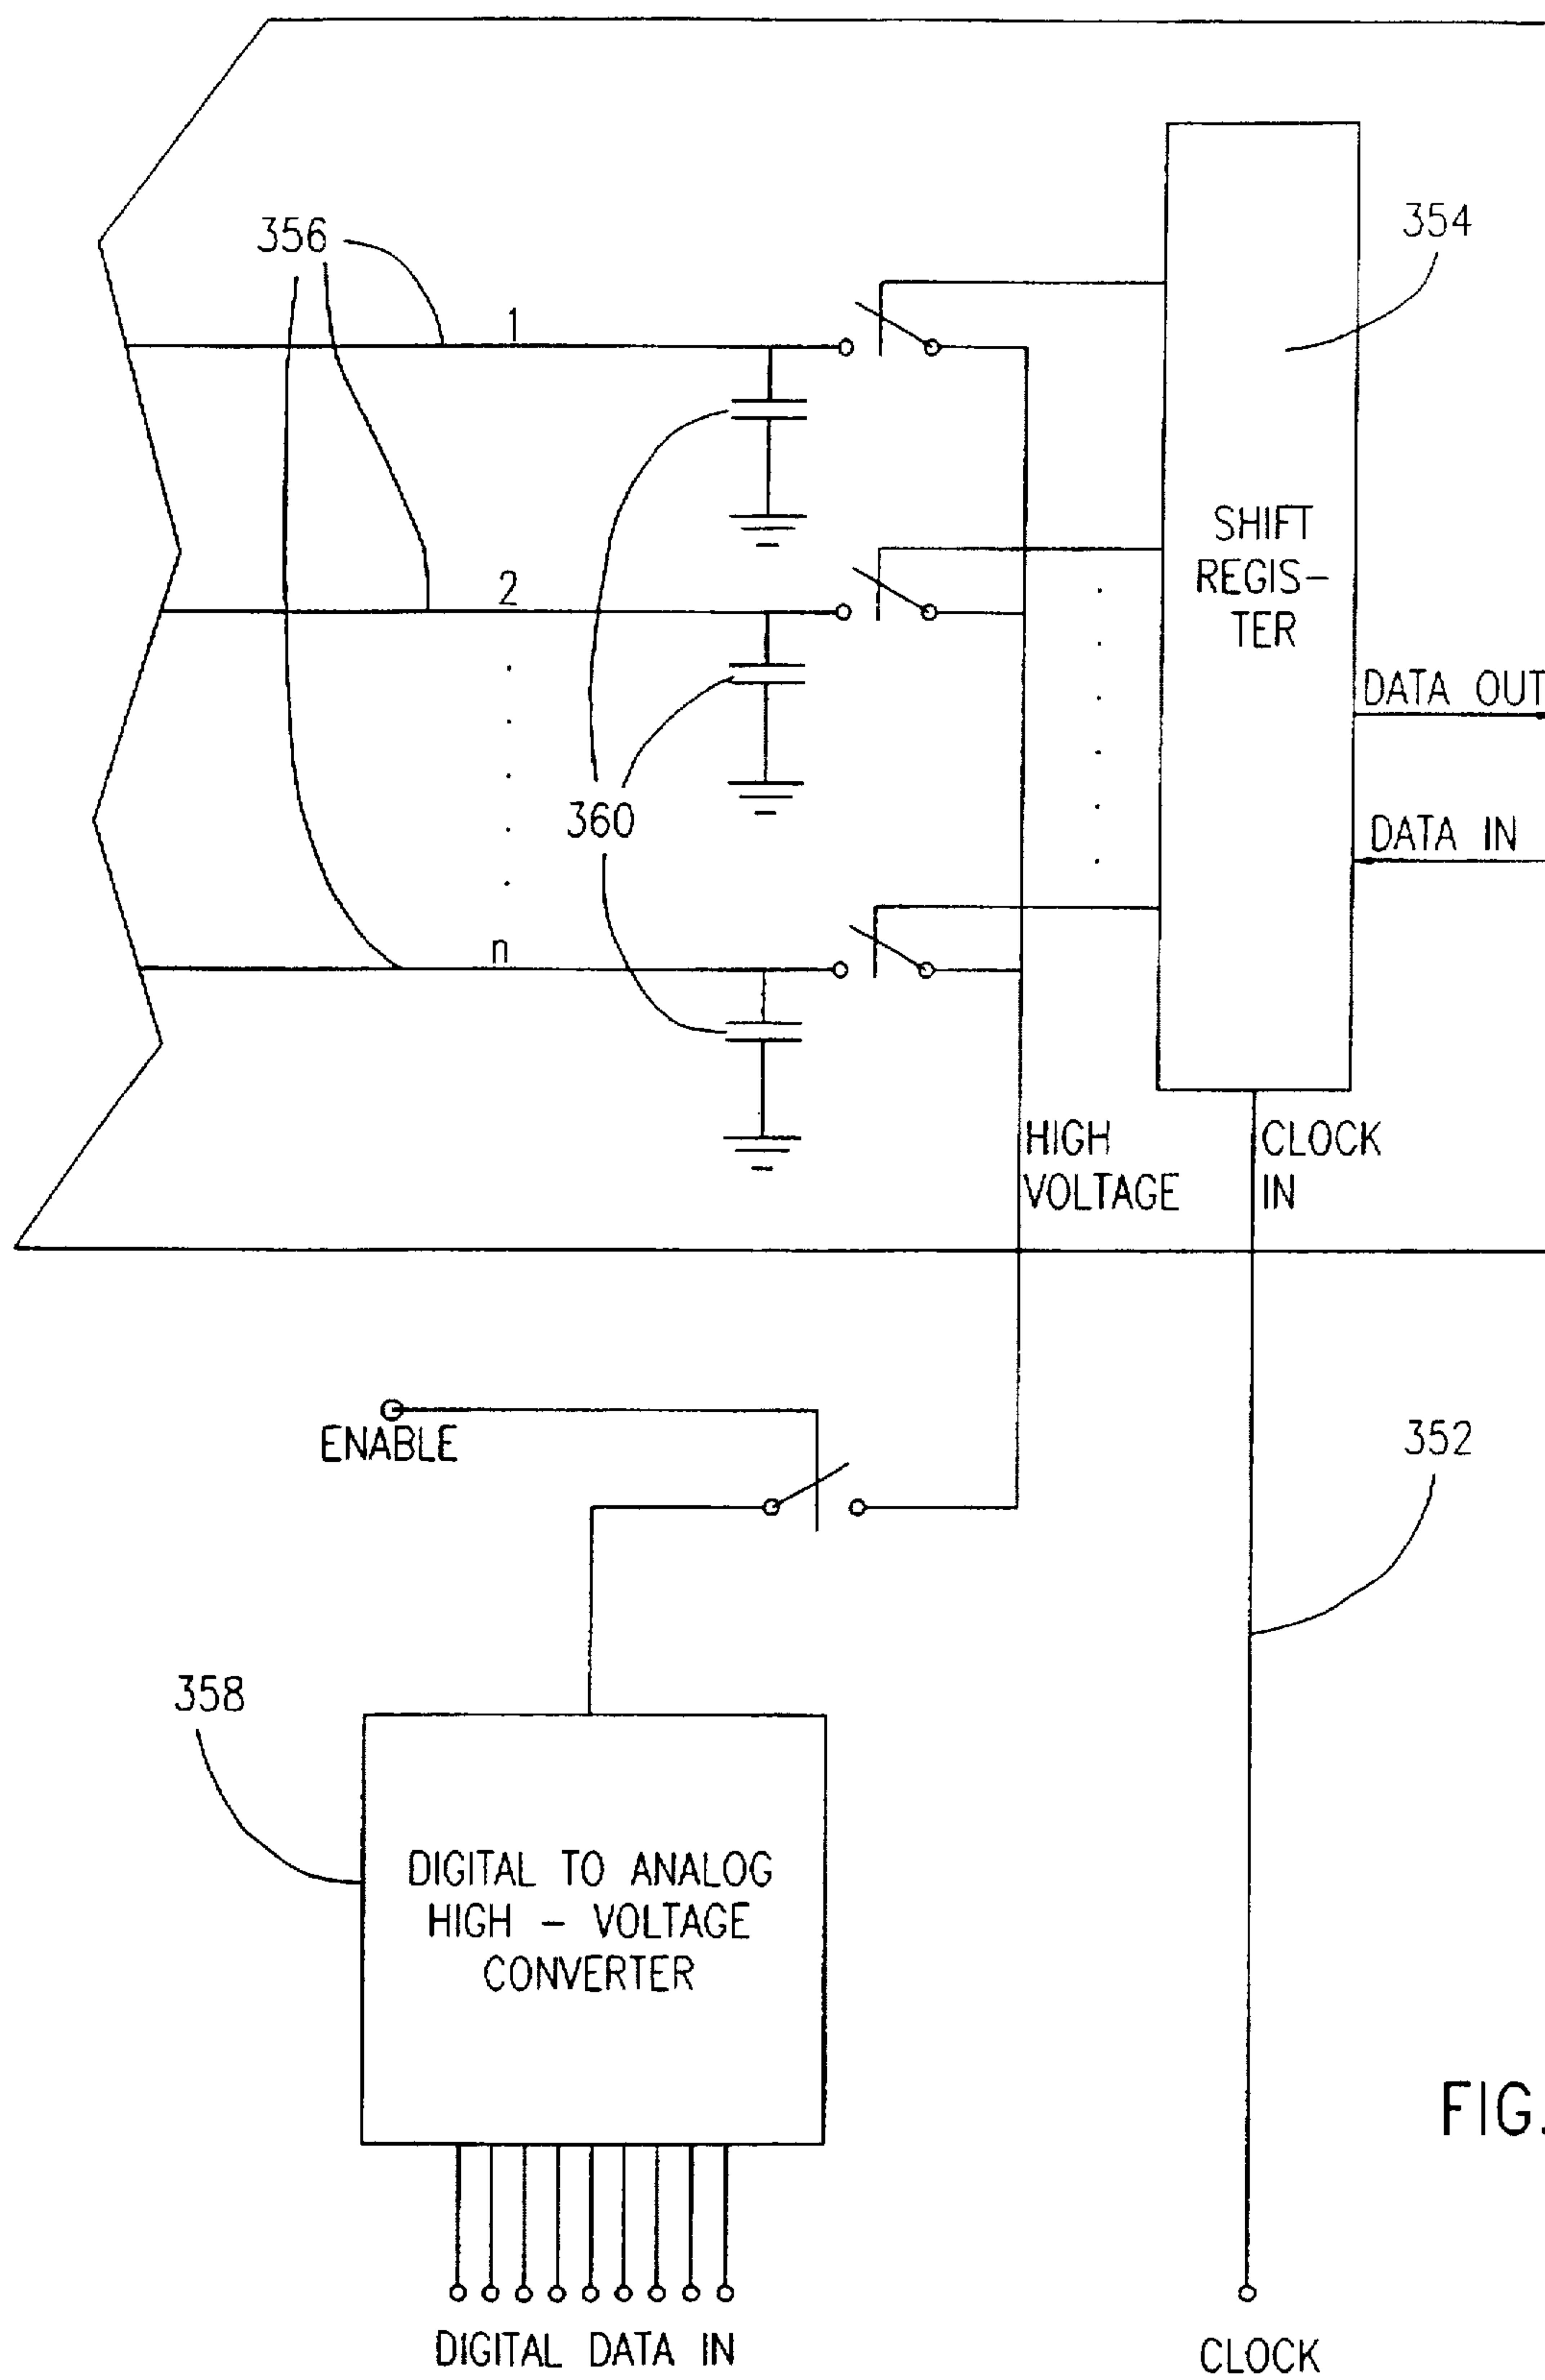 354
356
1
SHIFT
REGIS-
TER
2
DATA OUT
360
DATA IN
n
HIGH
VOLTAGE
CLOCK
IN
ENABLE
352
358
DIGITAL TO ANALOG
HIGH - VOLTAGE
CONVERTER
FIG.
DIGITAL DATA IN
CLOCK